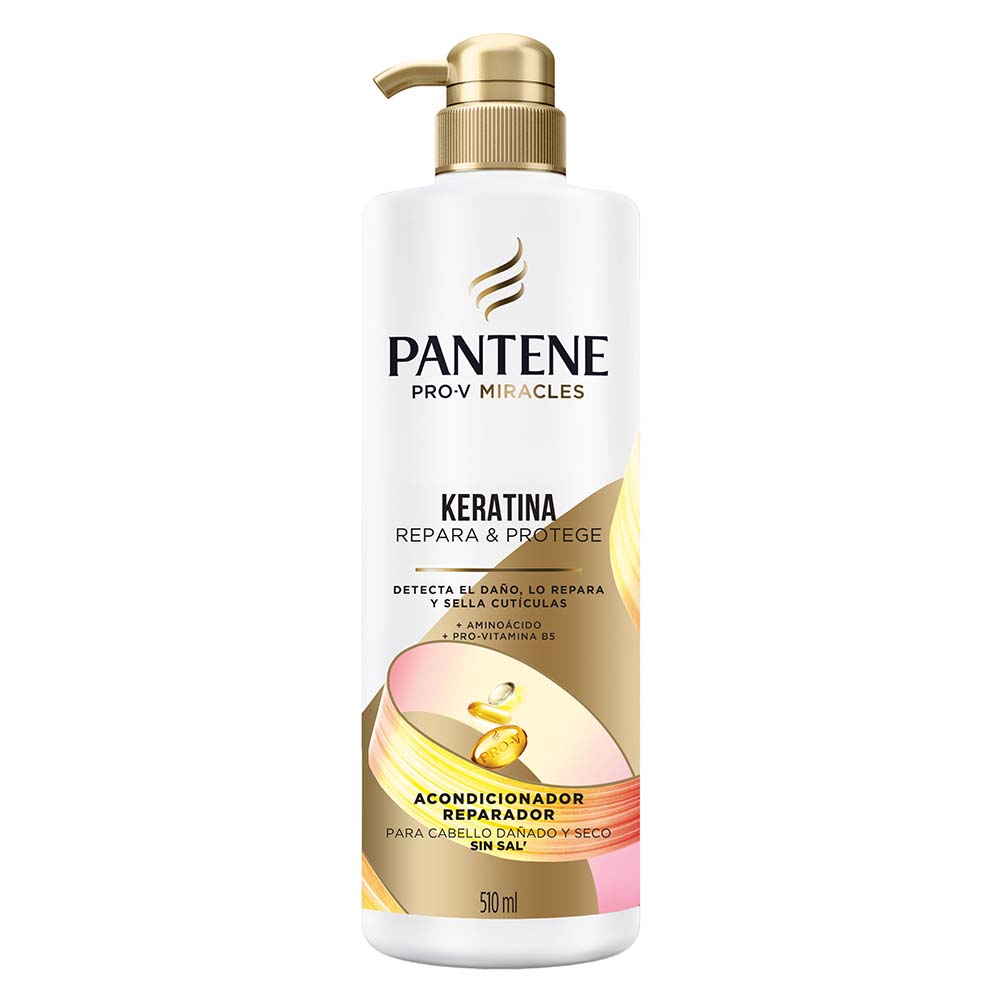 PANTENE
PRO-V MIRACLES
KERATINA
REPARA & PROTEGE
DETECTA EL DAÑO, LO REPARA
Y SELLA CUTÍCULAS
+ AMINOÁCIDO
+ PRO-VITAMINA B5
PRO-V
ACONDICIONADOR
REPARADOR
PARA CABELLO DAÑADO Y SECO
SIN SAL'
510 ml